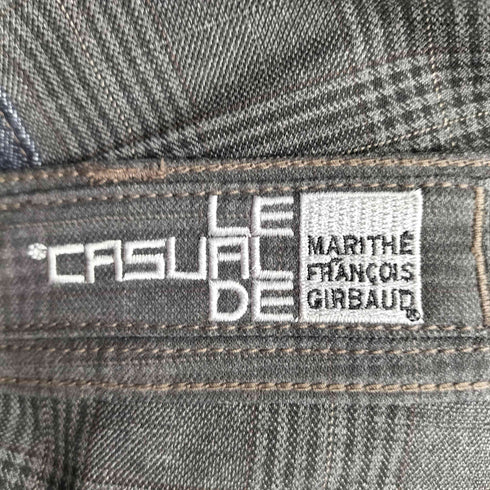 LE
®CASUAL
DE
MARITHÉ
FRANÇOIS
GIRBAUD®